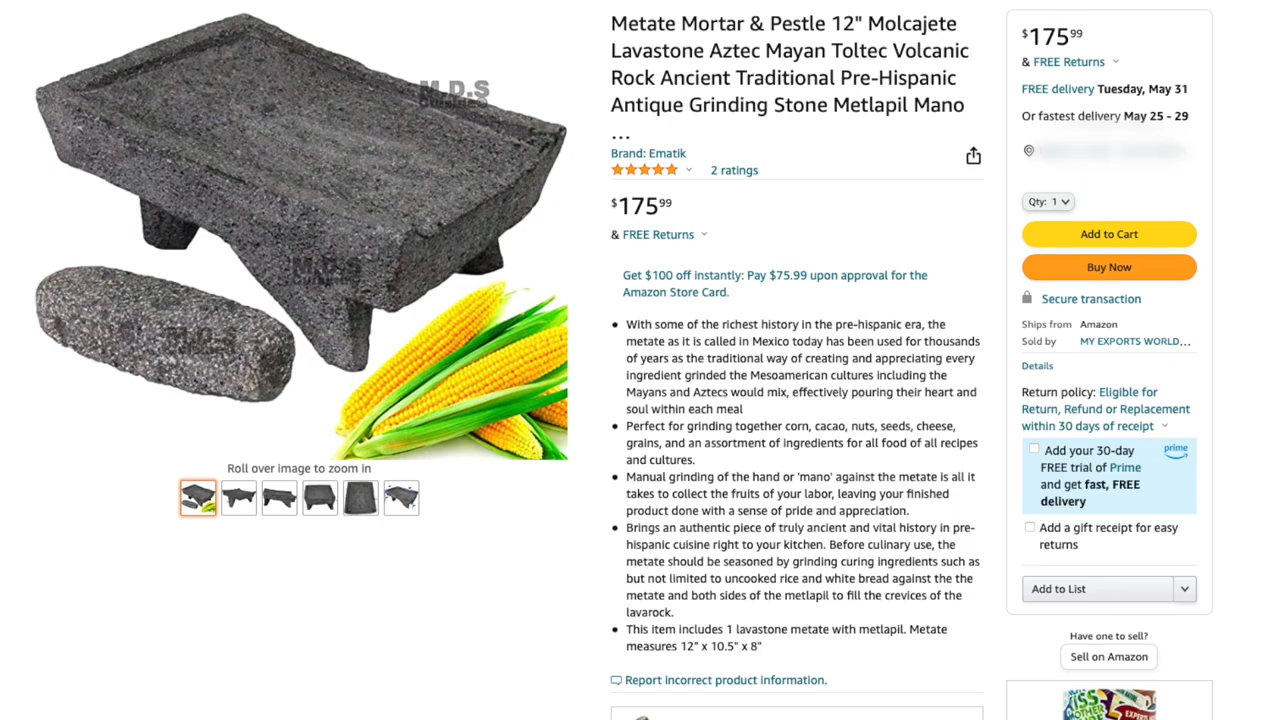 M.D.S
Cuisines
M.D.S
M.D.S
Roll over image to zoom in
Metate Mortar & Pestle 12" Molcajete
Lavastone Aztec Mayan Toltec Volcanic
Rock Ancient Traditional Pre-Hispanic
Antique Grinding Stone Metlapil Mano
...
Brand: Ematik
2 ratings
$175.99
& FREE Returns
Get $100 off instantly: Pay $75.99 upon approval for the
Amazon Store Card.
• With some of the richest history in the pre-hispanic era, the
metate as it is called in Mexico today has been used for thousands
of years as the traditional way of creating and appreciating every
ingredient grinded the Mesoamerican cultures including the
Mayans and Aztecs would mix, effectively pouring their heart and
soul within each meal
• Perfect for grinding together corn, cacao, nuts, seeds, cheese,
grains, and an assortment of ingredients for all food of all recipes
and cultures.
• Manual grinding of the hand or 'mano' against the metate is all it
takes to collect the fruits of your labor, leaving your finished
product done with a sense of pride and appreciation.
• Brings an authentic piece of truly ancient and vital history in pre-
hispanic cuisine right to your kitchen. Before culinary use, the
metate should be seasoned by grinding curing ingredients such as
but not limited to uncooked rice and white bread against the the
metate and both sides of the metlapil to fill the crevices of the
lavarock.
• This item includes 1 lavastone metate with metlapil. Metate
measures 12" x 10.5" x 8"
Report incorrect product information.
$175.99
& FREE Returns
FREE delivery Tuesday, May 31
Or fastest delivery May 25 - 29
Qty: 1
Add to Cart
Buy Now
Secure transaction
Ships from Amazon
Sold by MY EXPORTS WORLD...
Details
Return policy: Eligible for
Return, Refund or Replacement
within 30 days of receipt
Add your 30-day
prime
FREE trial of Prime
and get fast, FREE
delivery
Add a gift receipt for easy
returns
Add to List
Have one to sell?
Sell on Amazon